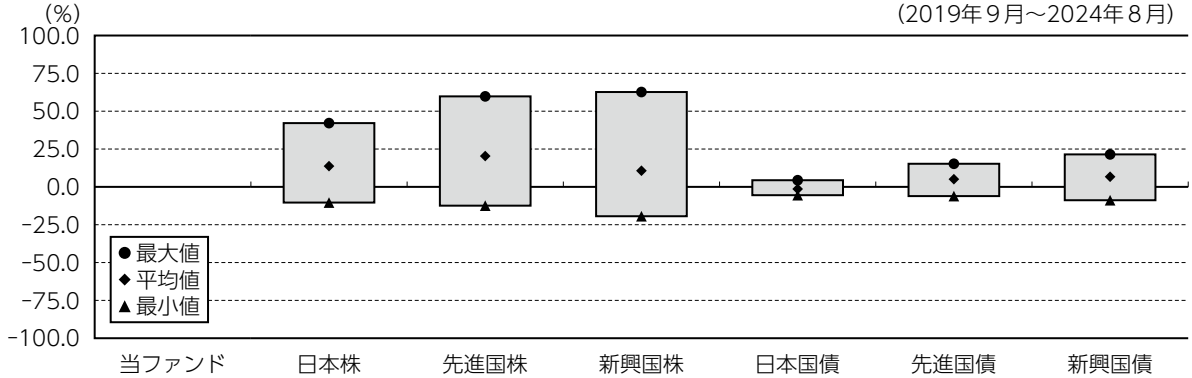 (%)
(2019年9月～2024年8月)
100.0
75.0
50.0
25.0
0.0
-25.0
-50.0
-75.0
-100.0
●最大値
◆平均値
▲最小値
当ファンド 日本株 先進国株 新興国株 日本国債 先進国債 新興国債